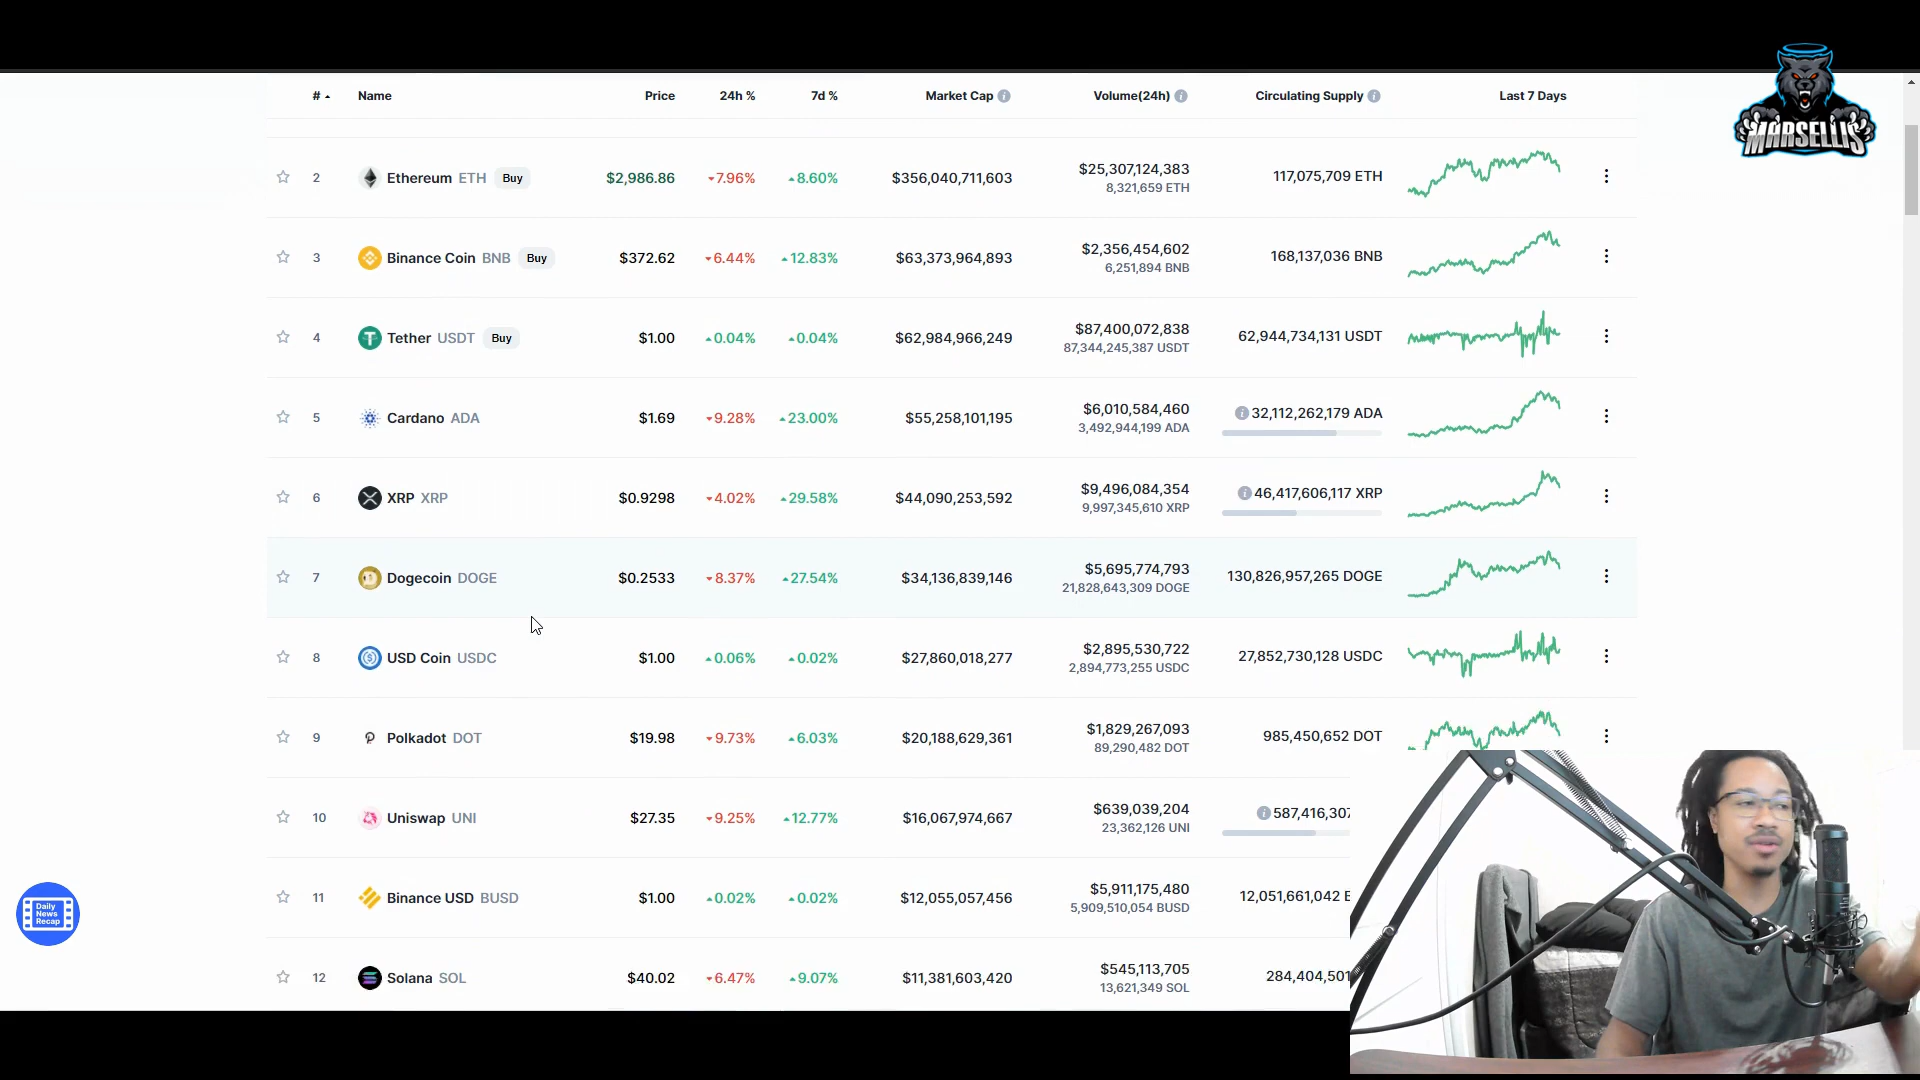 MARSELLIS
# Name Price 24h % 7d % Market Cap Volume(24h) Circulating Supply Last 7 Days
2 Ethereum ETH Buy $2,986.86 7.96% 8.60% $356,040,711,603 $25,307,124,383 117,075,709 ETH
8,321,659 ETH
3 Binance Coin BNB Buy $372.62 6.44% 12.83% $63,373,964,893 $2,356,454,602 168,137,036 BNB
6,251,894 BNB
4 Tether USDT Buy $1.00 0.04% 0.04% $62,984,966,249 $87,400,072,838 62,944,734,131 USDT
87,344,245,387 USDT
5 Cardano ADA $1.69 9.28% 23.00% $55,258,101,195 $6,010,584,460 32,112,262,179 ADA
3,492,944,199 ADA
6 XRP XRP $0.9298 4.02% 29.58% $44,090,253,592 $9,496,084,354 46,417,606,117 XRP
9,997,345,610 XRP
7 Dogecoin DOGE $0.2533 8.37% 27.54% $34,136,839,146 $5,695,774,793 130,826,957,265 DOGE
21,828,643,309 DOGE
8 USD Coin USDC $1.00 0.06% 0.02% $27,860,018,277 $2,895,530,722 27,852,730,128 USDC
2,894,773,255 USDC
9 Polkadot DOT $19.98 9.73% 6.03% $20,188,629,361 $1,829,267,093 985,450,652 DOT
89,290,482 DOT
10 Uniswap UNI $27.35 9.25% 12.77% $16,067,974,667 $639,039,204 587,416,307
23,362,126 UNI
11 Binance USD BUSD $1.00 0.02% 0.02% $12,055,057,456 $5,911,175,480 12,051,661,042
5,909,510,054 BUSD
12 Solana SOL $40.02 6.47% 9.07% $11,381,603,420 $545,113,705 284,404,501
13,621,349 SOL
Daily
News
Recap